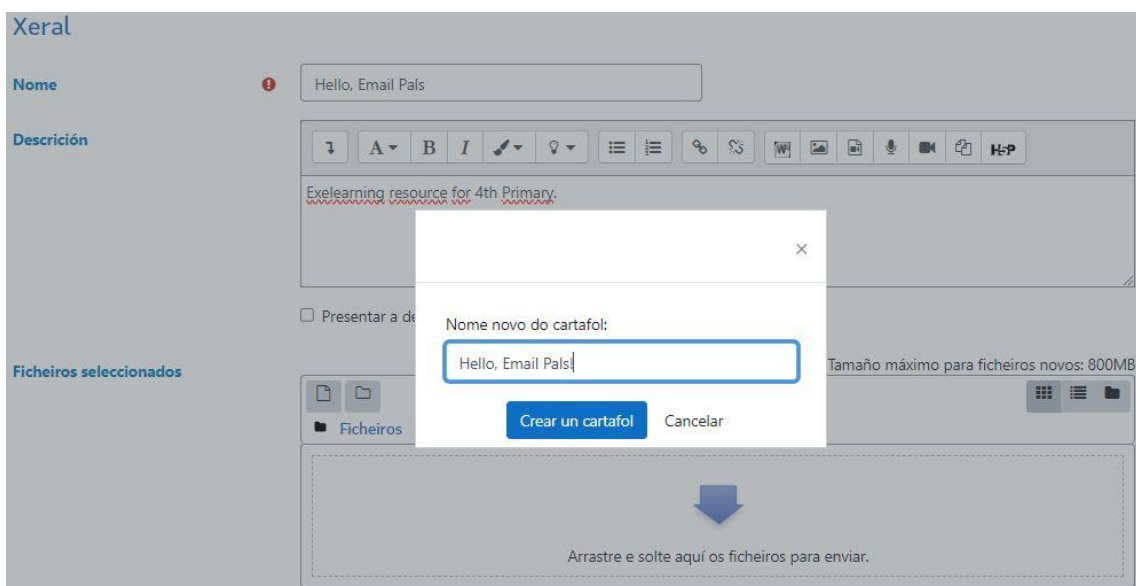 Xeral
Nome
Hello, Email Pals
Descrición
A B I H-P
Exelearning resource for 4th Primary.
Presentar a de
Nome novo do cartafol:
Hello, Email Pals!
Crear un cartafol Cancelar
Ficheiros seleccionados
Tamaño máximo para ficheiros novos: 800MB
Ficheiros
Arrastre e solte aquí os ficheiros para enviar.